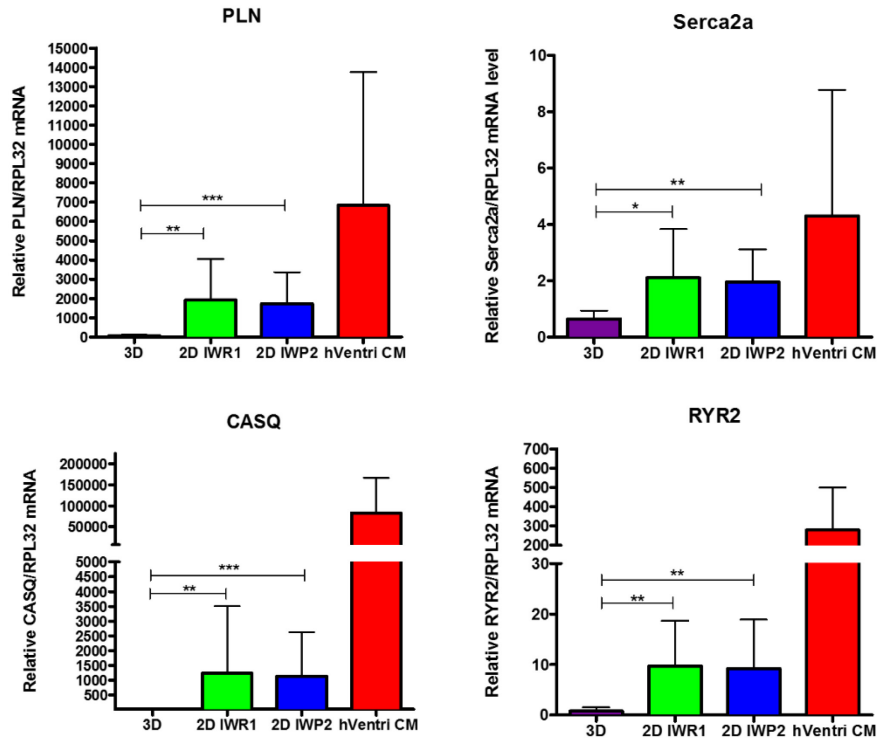 PLN
Relative PLN/RPL32 mRNA
15000
14000
13000
12000
11000
10000
9000
8000
7000
6000
5000
4000
3000
2000
1000
0
***
**
3D
2D IWR1
2D IWP2
hVentri CM
Serca2a
Relative Serca2a/RPL32 mRNA level
10
8
6
4
2
0
**
*
3D
2D IWR1
2D IWP2
hVentri CM
CASQ
Relative CASQ/RPL32 mRNA
200000
150000
100000
50000
5000
4500
4000
3500
3000
2500
2000
1500
1000
500
***
**
3D
2D IWR1
2D IWP2
hVentri CM
RYR2
Relative RYR2/RPL32 mRNA
700
600
500
400
300
200
30
20
10
0
**
**
3D
2D IWR1
2D IWP2
hVentri CM